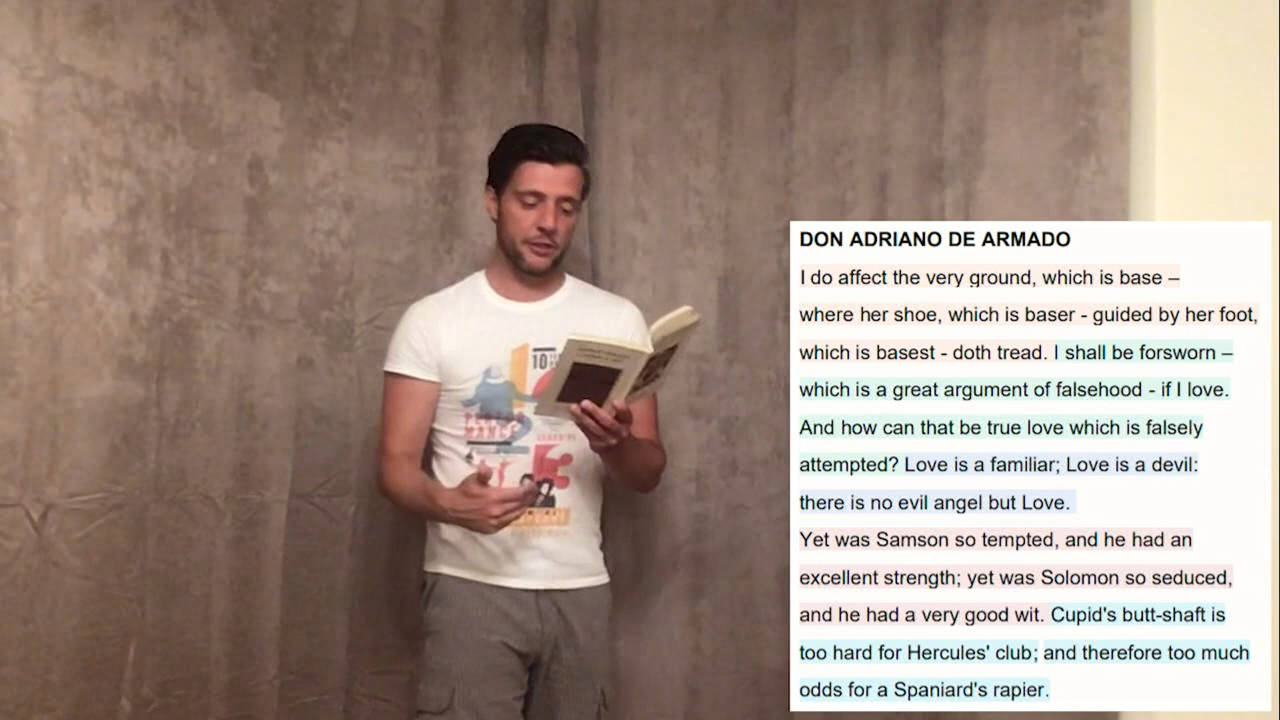 DON ADRIANO DE ARMADO
I do affect the very ground, which is base –
where her shoe, which is baser - guided by her foot,
which is basest - doth tread. I shall be forsworn –
which is a great argument of falsehood - if I love.
And how can that be true love which is falsely
attempted? Love is a familiar; Love is a devil:
there is no evil angel but Love.
Yet was Samson so tempted, and he had an
excellent strength; yet was Solomon so seduced,
and he had a very good wit. Cupid's butt-shaft is
too hard for Hercules' club; and therefore too much
odds for a Spaniard's rapier.
10